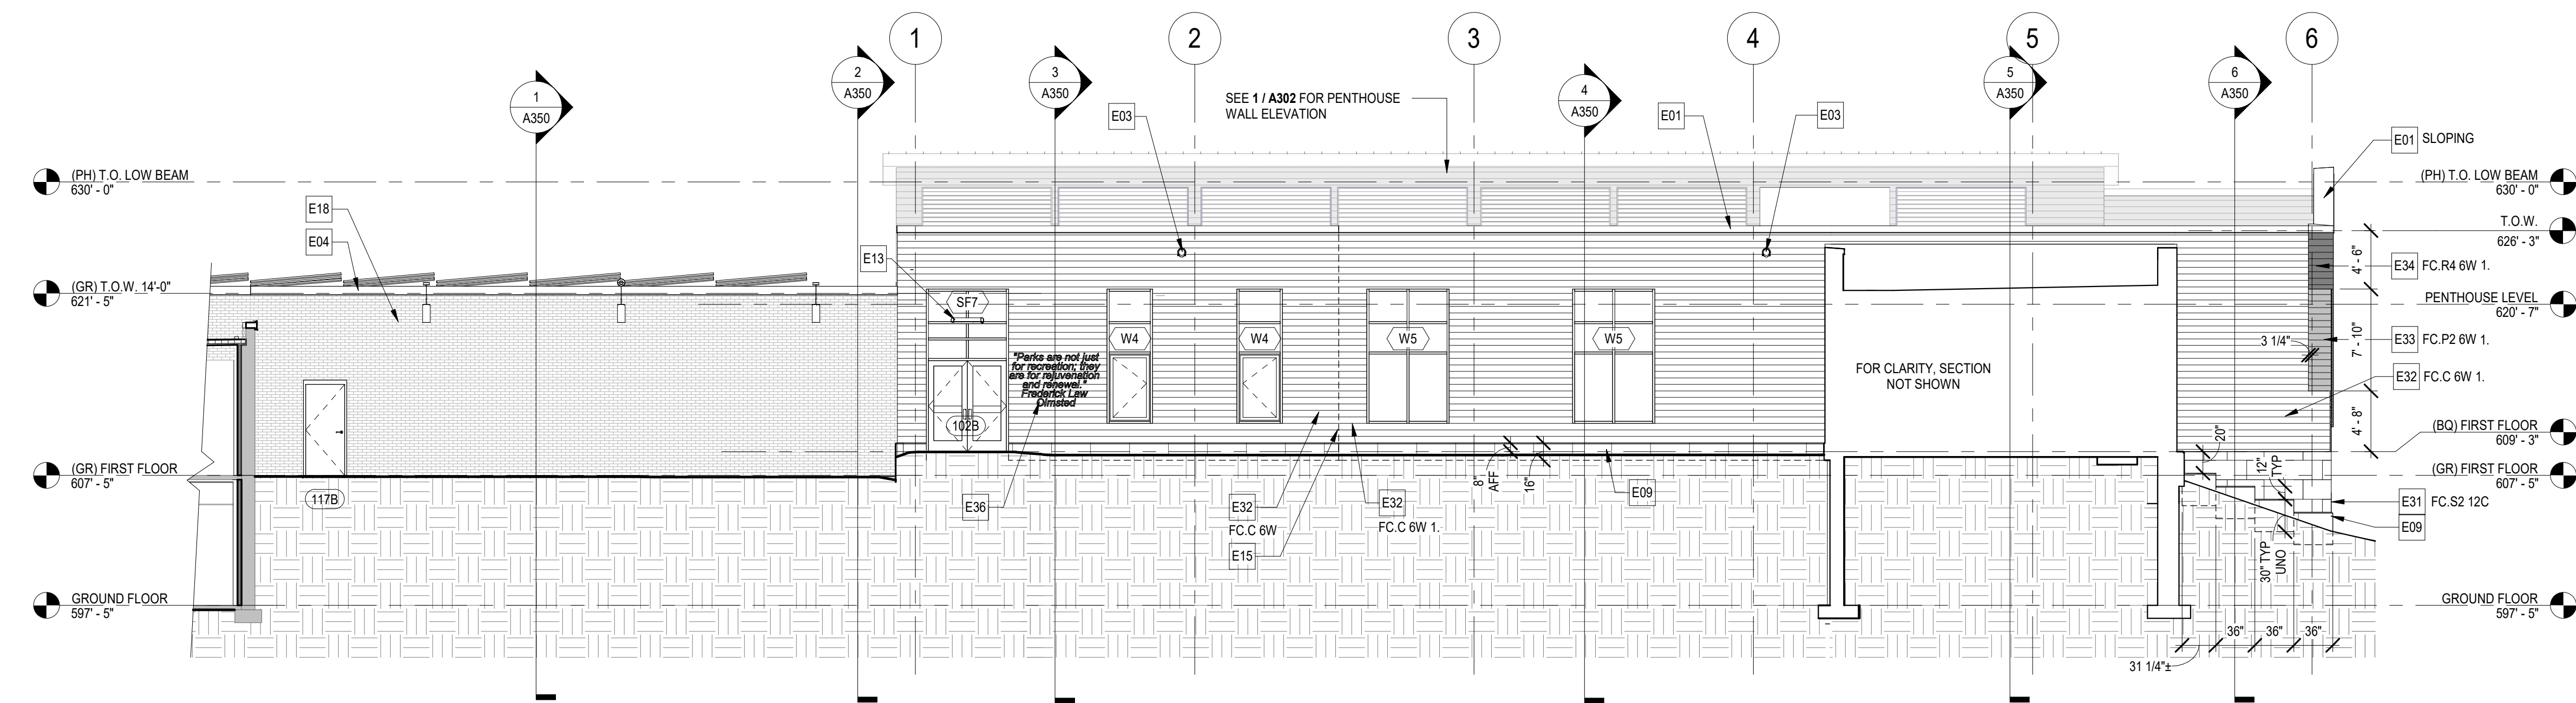 1
2
3
4
5
6
1
A350
2
A350
3
A350
4
A350
5
A350
6
A350
SEE 1 / A302 FOR PENTHOUSE
WALL ELEVATION
E03
E01
E03
E01 SLOPING
(PH) T.O. LOW BEAM
630' - 0"
(PH) T.O. LOW BEAM
630' - 0"
E18
E04
E13
T.O.W.
626' - 3"
4' - 6"
E34 FC.R4 6W 1.
(GR) T.O.W. 14'-0"
621' - 5"
PENTHOUSE LEVEL
620' - 7"
SF7
W4
W4
W5
W5
3 1/4"
7' - 10"
E33 FC.P2 6W 1.
"Parks are not just
for recreation; they
are for rejuvenation
and renewal."
Frederick Law
Olmsted
FOR CLARITY, SECTION
NOT SHOWN
E32 FC.C 6W 1.
102B
4' - 8"
(BQ) FIRST FLOOR
609' - 3"
20"
(GR) FIRST FLOOR
607' - 5"
(GR) FIRST FLOOR
607' - 5"
8"
AFF
16"
12"
TYP
117B
E36
E32
FC.C 6W
E15
E32
FC.C 6W 1.
E09
E31 FC.S2 12C
E09
30" TYP
UNO
GROUND FLOOR
597' - 5"
GROUND FLOOR
597' - 5"
36"
36"
36"
31 1/4"±